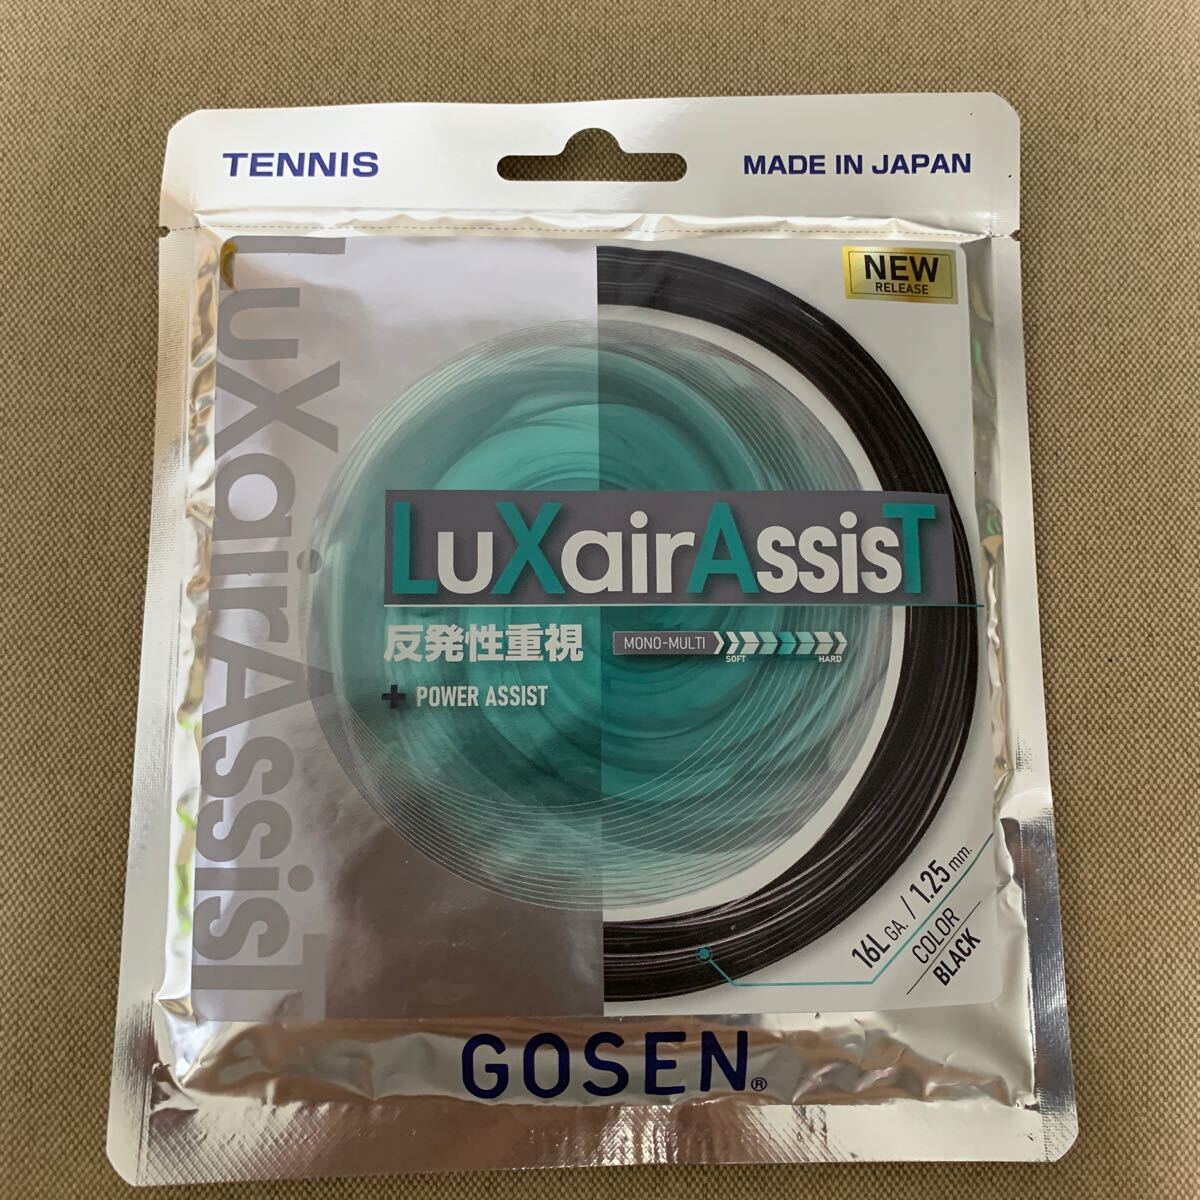 TENNIS
MADE IN JAPAN
NEW
RELEASE
LuXairAssisT
LuXairAssisT
反発性重視
MONO-MULTI
SOFT
HARD
+ POWER ASSIST
16L GA. / 1.25 mm.
COLOR
BLACK
GOSEN®